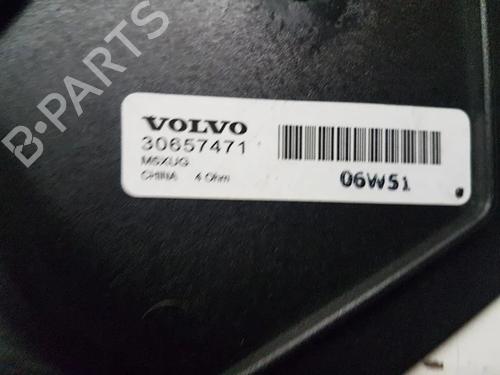 B-PARTS
VOLVO
30657471
MSXUG
CHINA 4 Ohm
06W51